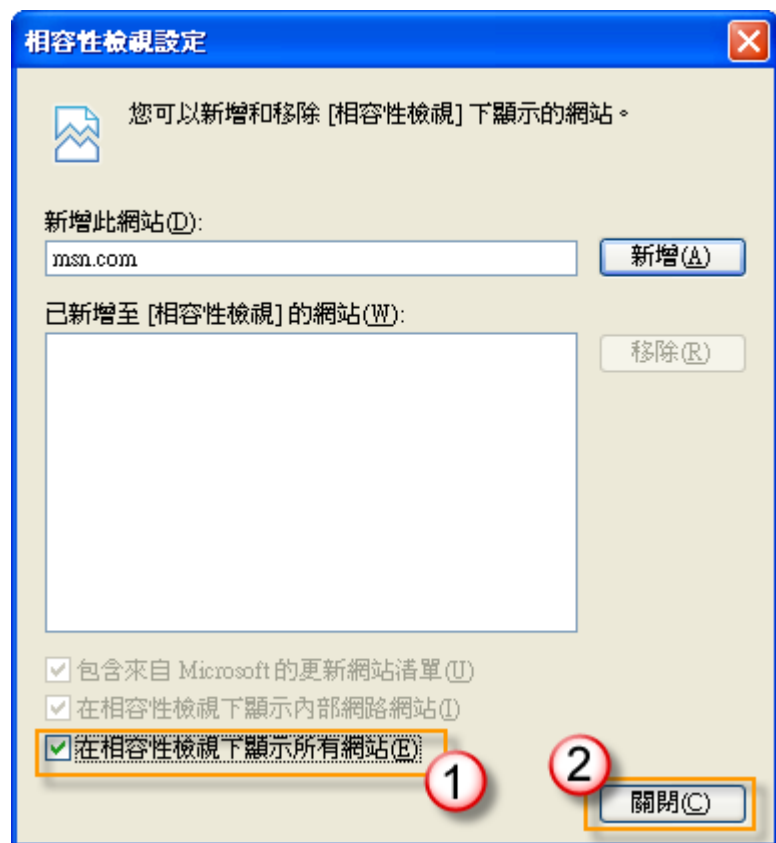 相容性檢視設定
您可以新增和移除 [相容性檢視] 下顯示的網站。
新增此網站(D):
msn.com
新增(A)
已新增至 [相容性檢視] 的網站(W):
移除(R)
包含來自 Microsoft 的更新網站清單(U)
在相容性檢視下顯示內部網路網站(I)
在相容性檢視下顯示所有網站(E)
1
2
關閉(C)